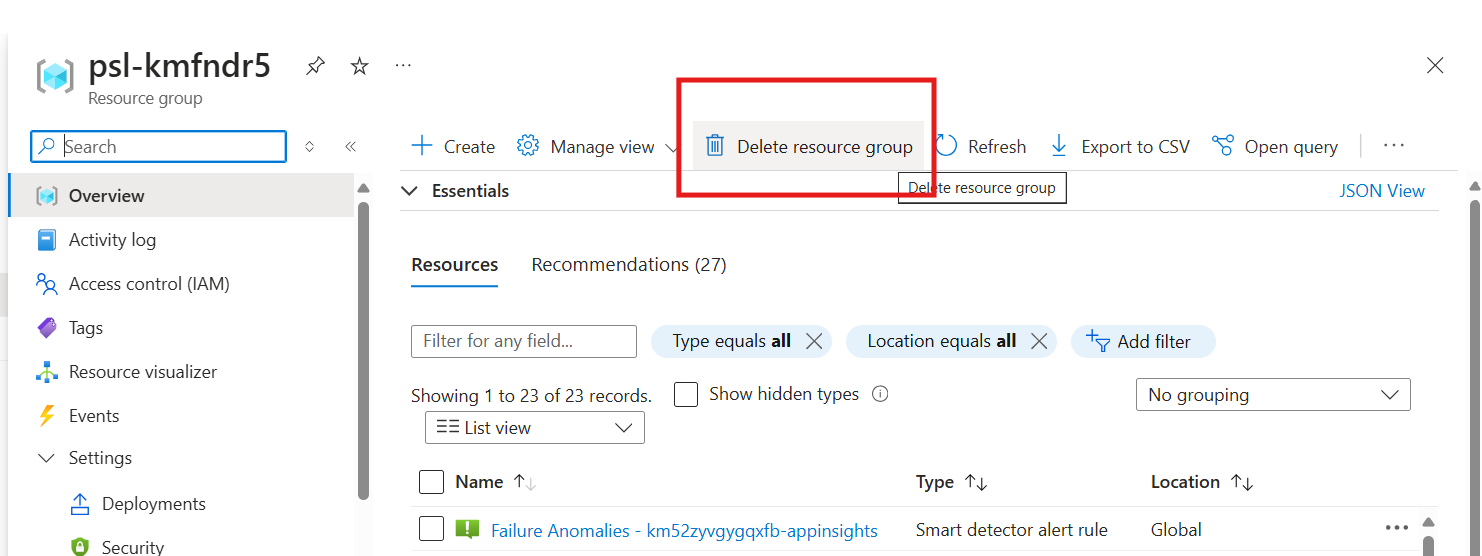 psl-kmfndr5
Resource group
Search
Overview
Activity log
Access control (IAM)
Tags
Resource visualizer
Events
Settings
Deployments
Security
Create
Manage view
Delete resource group
Refresh
Export to CSV
Open query
Delete resource group
Essentials
JSON View
Resources
Recommendations (27)
Filter for any field...
Type equals all
Location equals all
Add filter
Showing 1 to 23 of 23 records.
Show hidden types
No grouping
List view
Name
Type
Location
Failure Anomalies - km52zyvgygqxfb-appinsights
Smart detector alert rule
Global